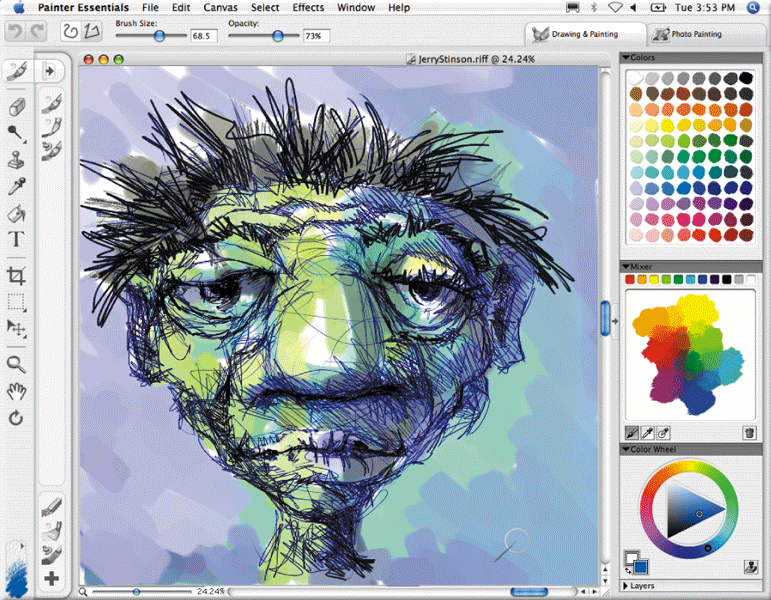 Painter Essentials File Edit Canvas Select Effects Window Help Tue 3:53 PM
Brush Size: 68.5 Opacity: 73%
Drawing & Painting Photo Painting
JerryStinson.riff @ 24.24%
Colors
T
Mixer
Color Wheel
Layers
24.24%